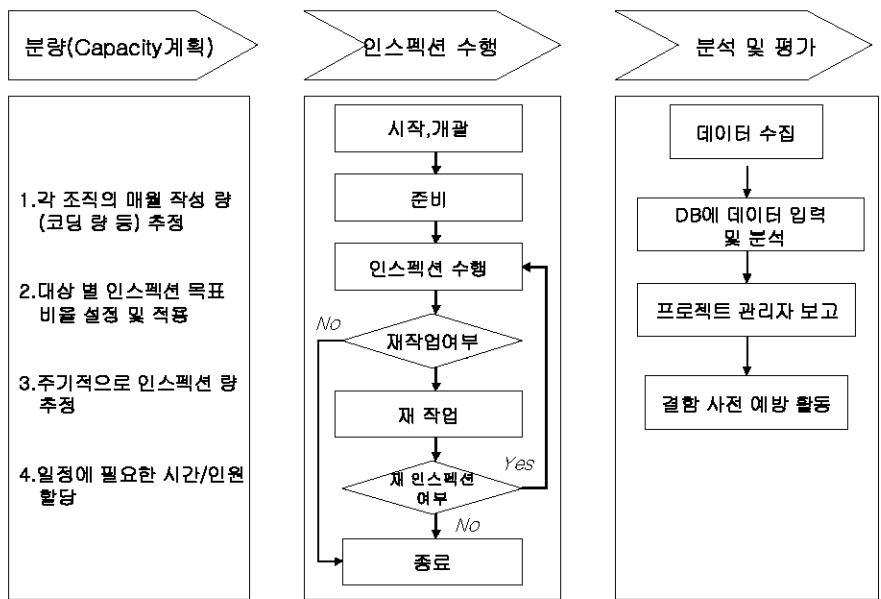 분량(Capacity계획)
인스펙션 수행
분석 및 평가
1.각 조직의 매월 작성 량
(코딩 량 등) 추정
2.대상 별 인스펙션 목표
비율 설정 및 적용
3.주기적으로 인스펙션 량
추정
4.일정에 필요한 시간/인원
할당
시작,개괄
준비
인스펙션 수행
No
재작업여부
재 작업
재 인스펙션
여부
Yes
No
종료
데이터 수집
DB에 데이터 입력
및 분석
프로젝트 관리자 보고
결함 사전 예방 활동